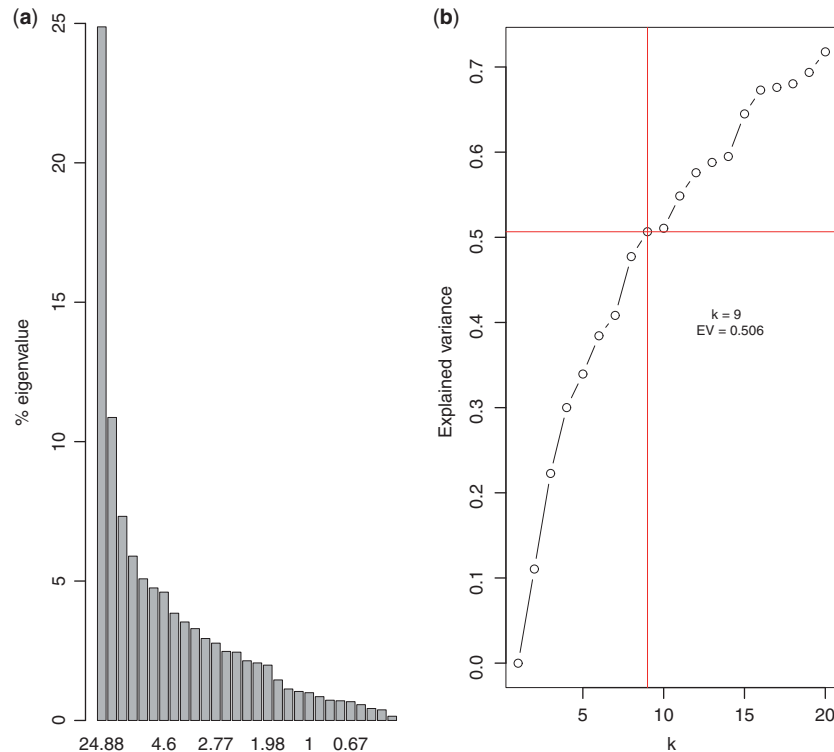 (a)
25
20
15
10
5
0
% eigenvalue
24.88 4.6 2.77 1.98 1 0.67
(b)
0.7
0.6
0.5
0.4
0.3
0.2
0.1
0.0
Explained variance
k = 9
EV = 0.506
5 10 15 20
k